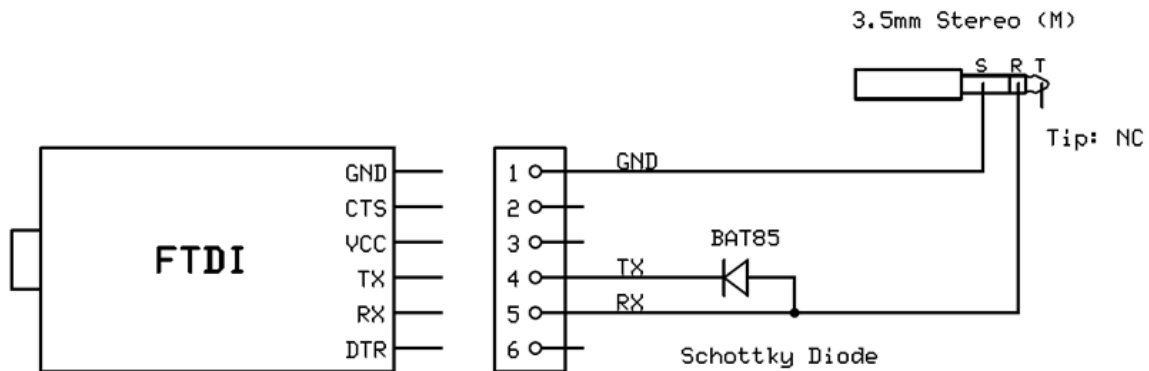 3.5mm Stereo (M)
S R T
Tip: NC
GND
CTS
VCC
TX
RX
DTR
FTDI
1
2
3
4
5
6
GND
BAT85
TX
RX
Schottky Diode